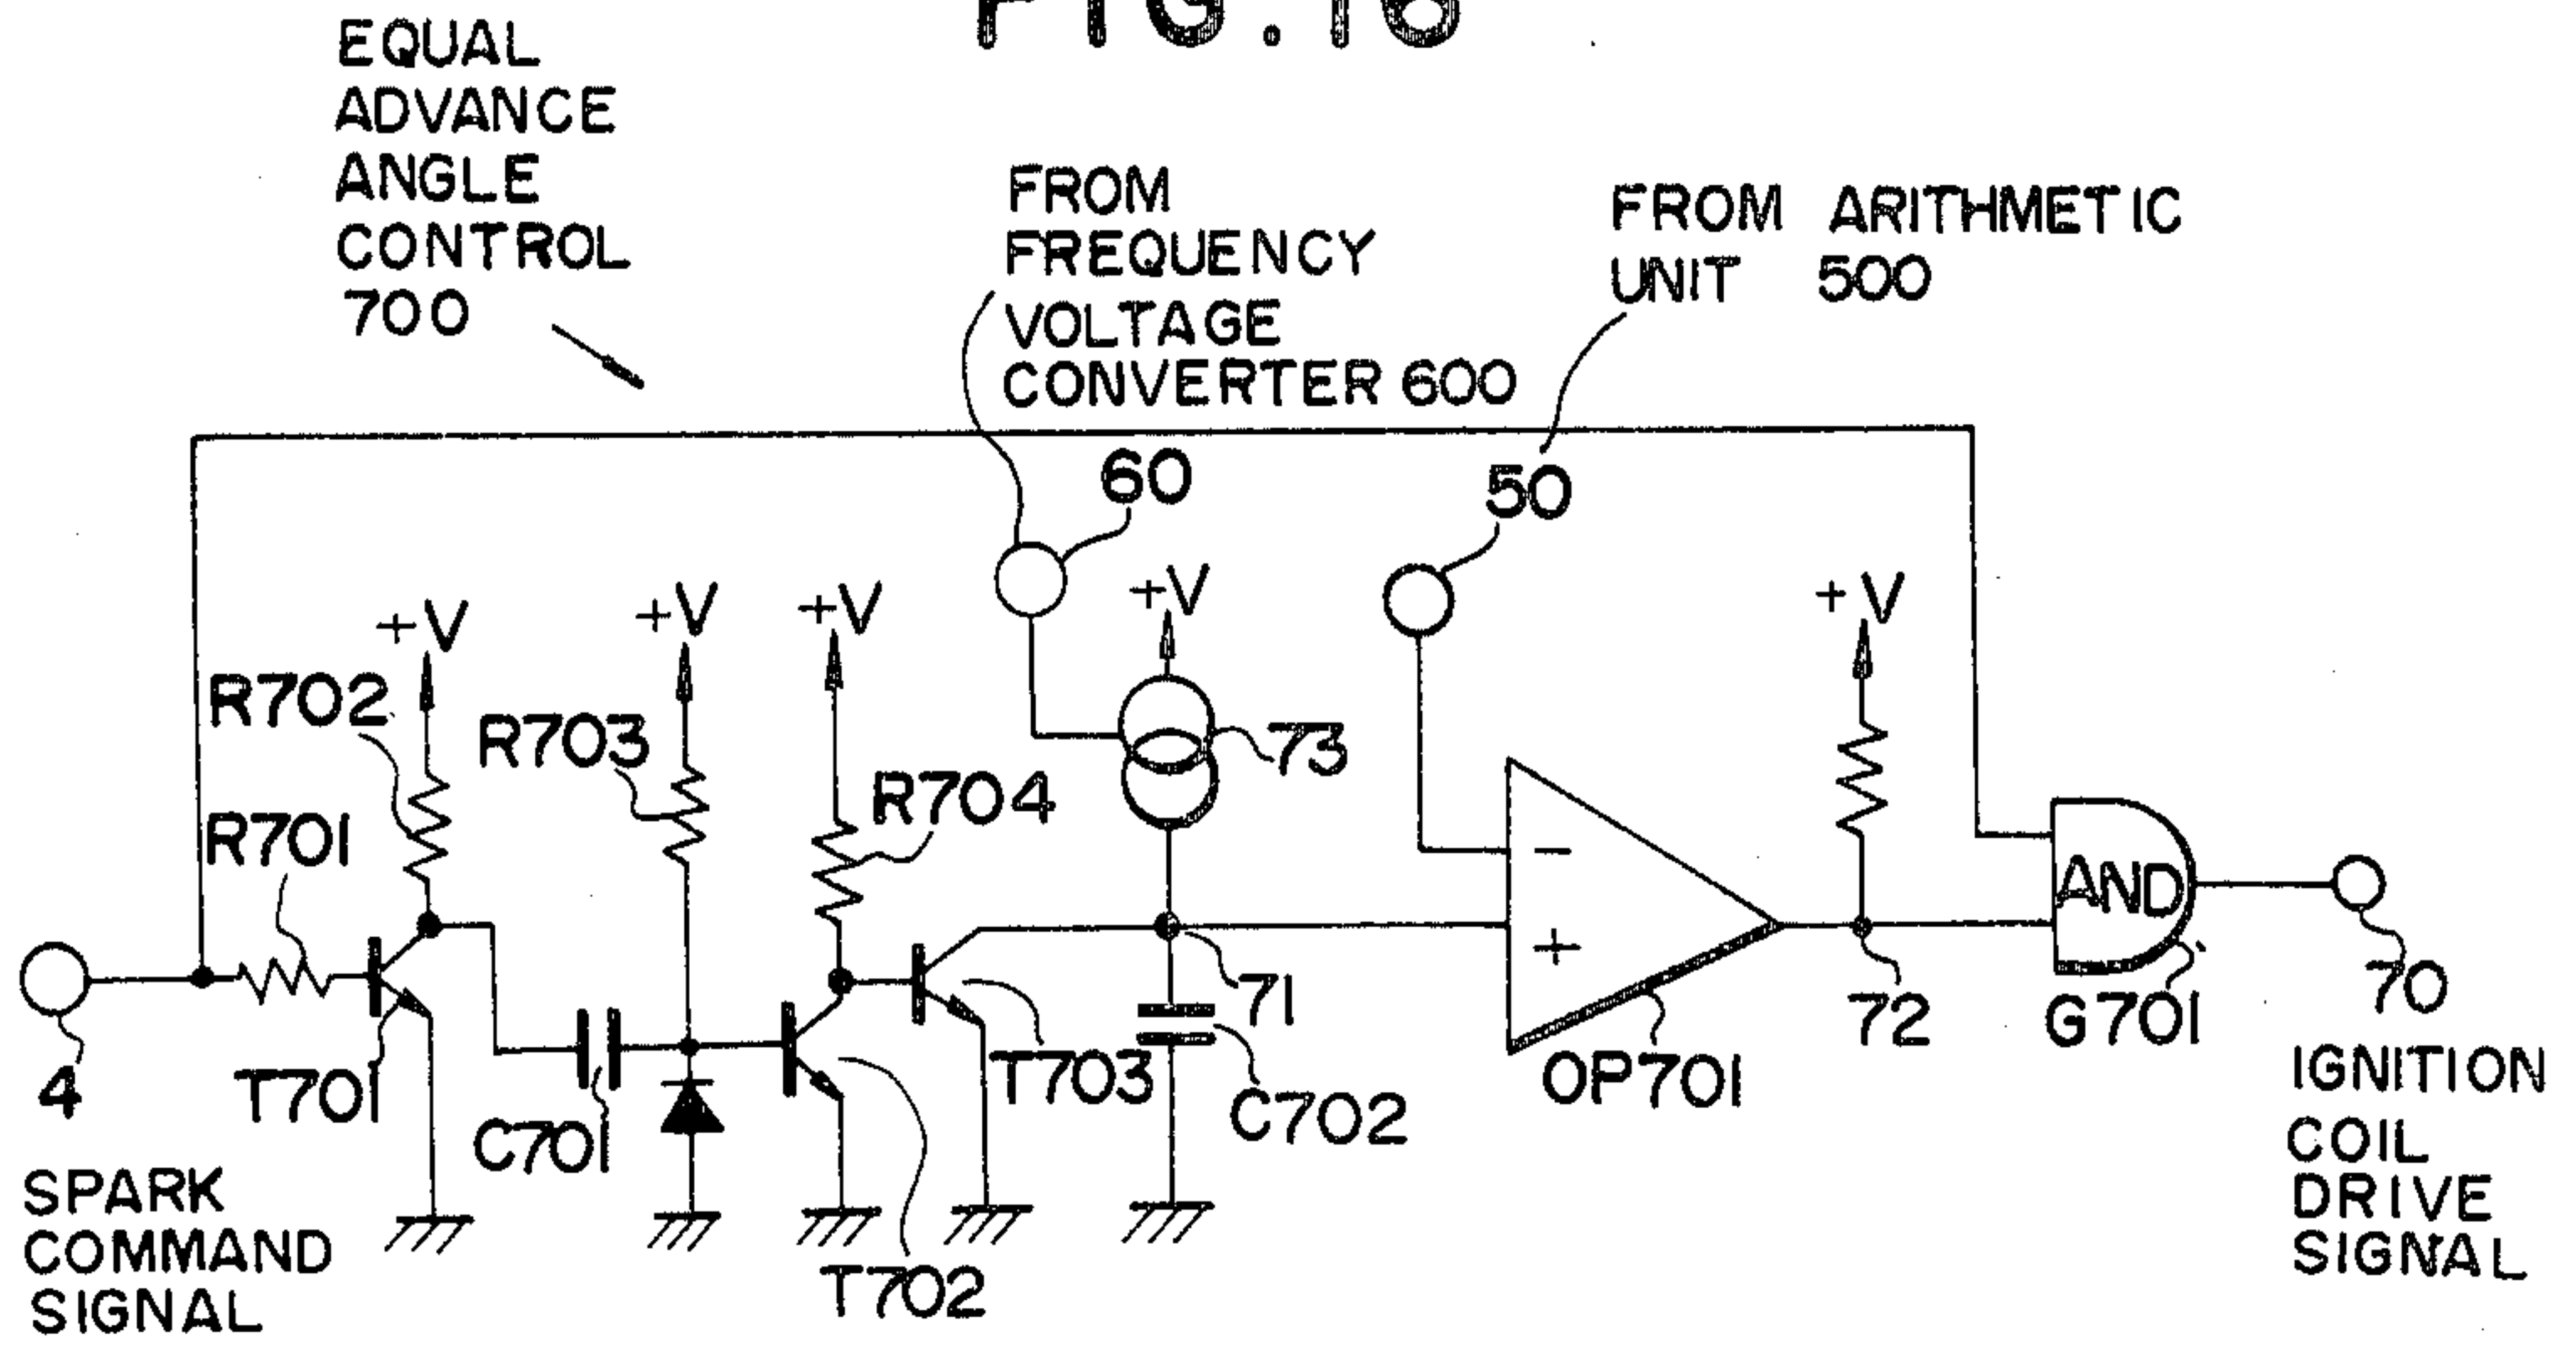 FIG.16
EQUAL
ADVANCE
ANGLE
CONTROL
700
FROM
FREQUENCY
VOLTAGE
CONVERTER 600
FROM ARITHMETIC
UNIT 500
60
50
+V
+V
+V
+V
+V
R702
R703
73
R704
R701
-
+
AND
4
T701
C701
T703
71
C702
OP701
72
G701
70
T702
SPARK
COMMAND
SIGNAL
IGNITION
COIL
DRIVE
SIGNAL